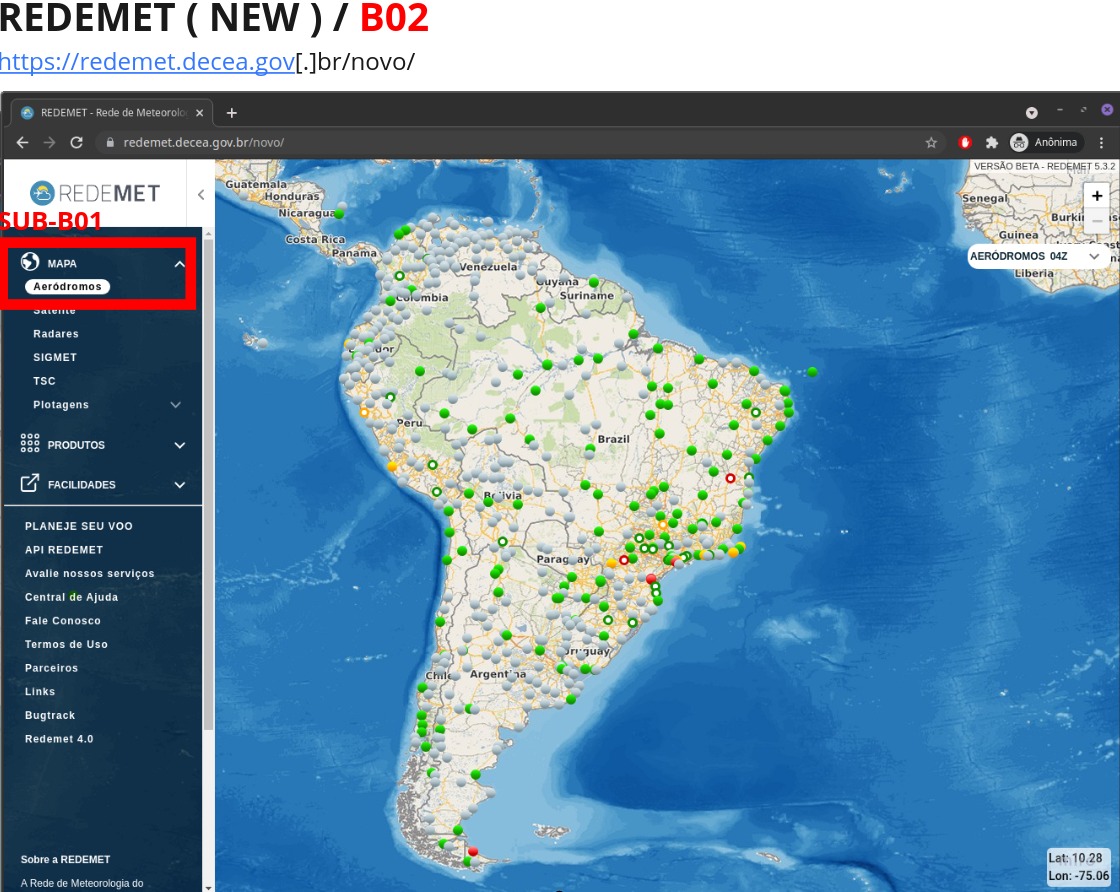 REDEMET ( NEW ) / B02
https://redemet.decea.gov[.]br/novo/
REDEMET - Rede de Meteorolo
redemet.decea.gov.br/novo/
Anônima
REDEMET
SUB-B01
MAPA
Aeródromos
Satélite
Radares
SIGMET
TSC
Plotagens
PRODUTOS
FACILIDADES
PLANEJE SEU VOO
API REDEMET
Avalie nossos serviços
Central de Ajuda
Fale Conosco
Termos de Uso
Parceiros
Links
Bugtrack
Redemet 4.0
Sobre a REDEMET
A Rede de Meteorologia do
VERSÃO BETA - REDEMET 5.3.2
+
−
AERÓDROMOS 04Z
Guatemala
Honduras
Nicaragua
Costa Rica
Panama
Venezuela
Guyana
Suriname
Colombia
Peru
Brazil
Bolivia
Paraguay
Uruguay
Chile
Argentina
Senegal
Guinea
Liberia
Lat: 10.28
Lon: -75.06